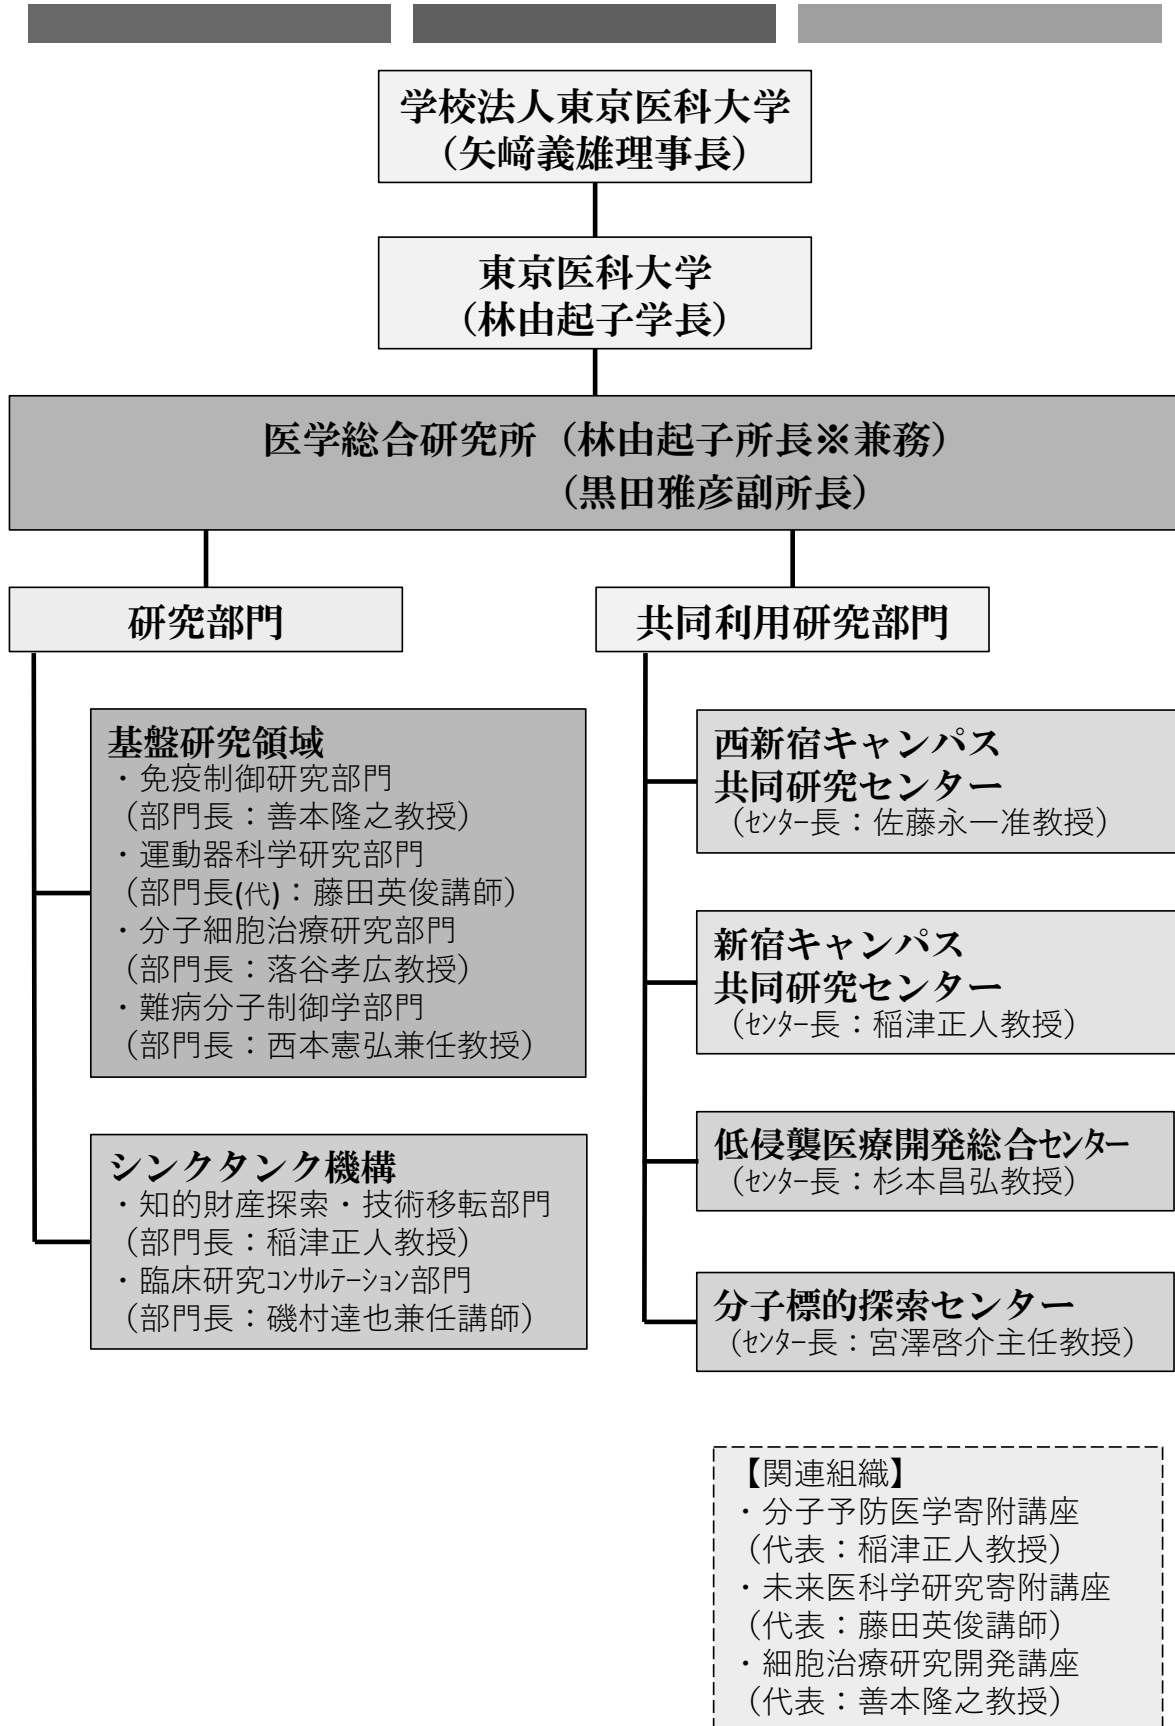 学校法人東京医科大学
（矢﨑義雄理事長）
東京医科大学
（林由起子学長）
医学総合研究所（林由起子所長※兼務）
（黒田雅彦副所長）
研究部門
基盤研究領域
・免疫制御研究部門
（部門長：善本隆之教授）
・運動器科学研究部門
（部門長(代)：藤田英俊講師）
・分子細胞治療研究部門
（部門長：落谷孝広教授）
・難病分子制御学部門
（部門長：西本憲弘兼任教授）
シンクタンク機構
・知的財産探索・技術移転部門
（部門長：稲津正人教授）
・臨床研究ｺﾝｻﾙﾃｰｼｮﾝ部門
（部門長：磯村達也兼任講師）
共同利用研究部門
西新宿キャンパス
共同研究センター
（ｾﾝﾀｰ長：佐藤永一准教授）
新宿キャンパス
共同研究センター
（ｾﾝﾀｰ長：稲津正人教授）
低侵襲医療開発総合ｾﾝﾀｰ
（ｾﾝﾀｰ長：杉本昌弘教授）
分子標的探索センター
（ｾﾝﾀｰ長：宮澤啓介主任教授）
【関連組織】
・分子予防医学寄附講座
（代表：稲津正人教授）
・未来医科学研究寄附講座
（代表：藤田英俊講師）
・細胞治療研究開発講座
（代表：善本隆之教授）